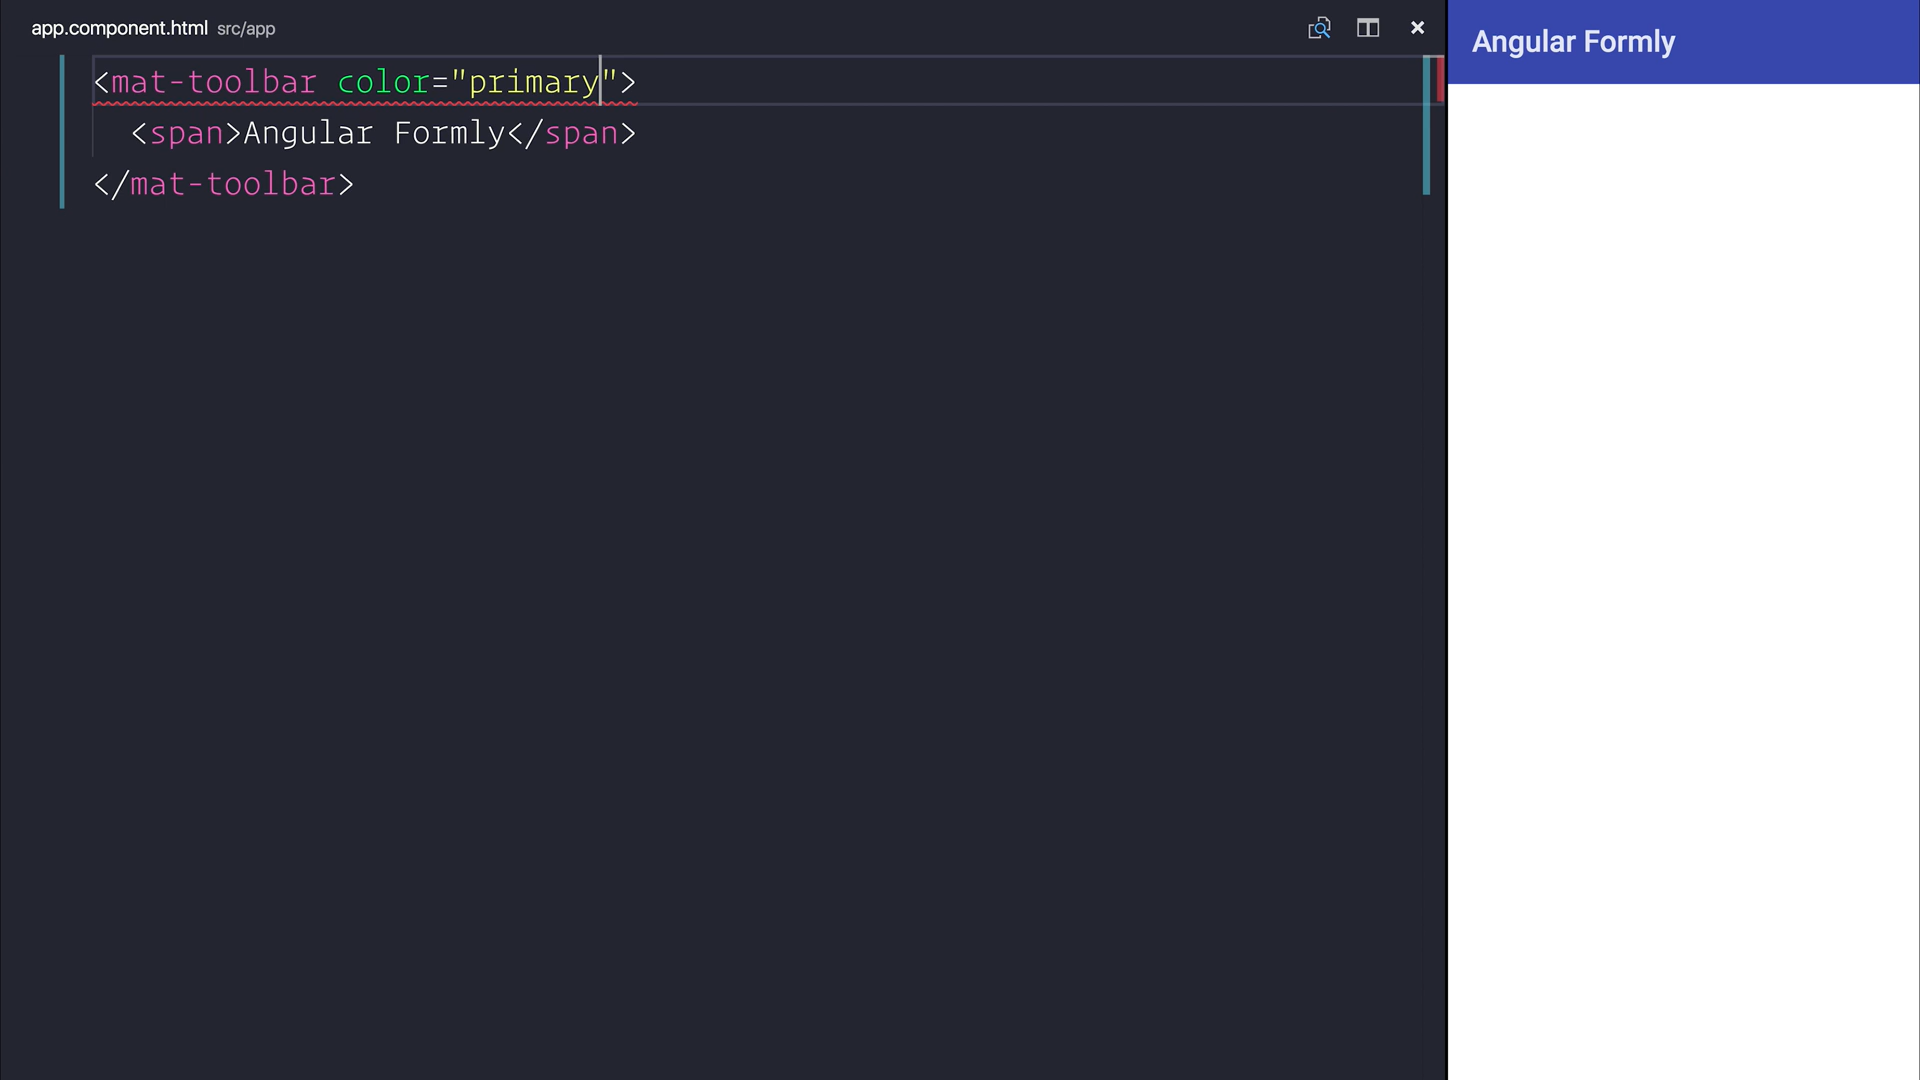 app.component.html src/app
<mat-toolbar color="primary">
<span>Angular Formly</span>
</mat-toolbar>
Angular Formly